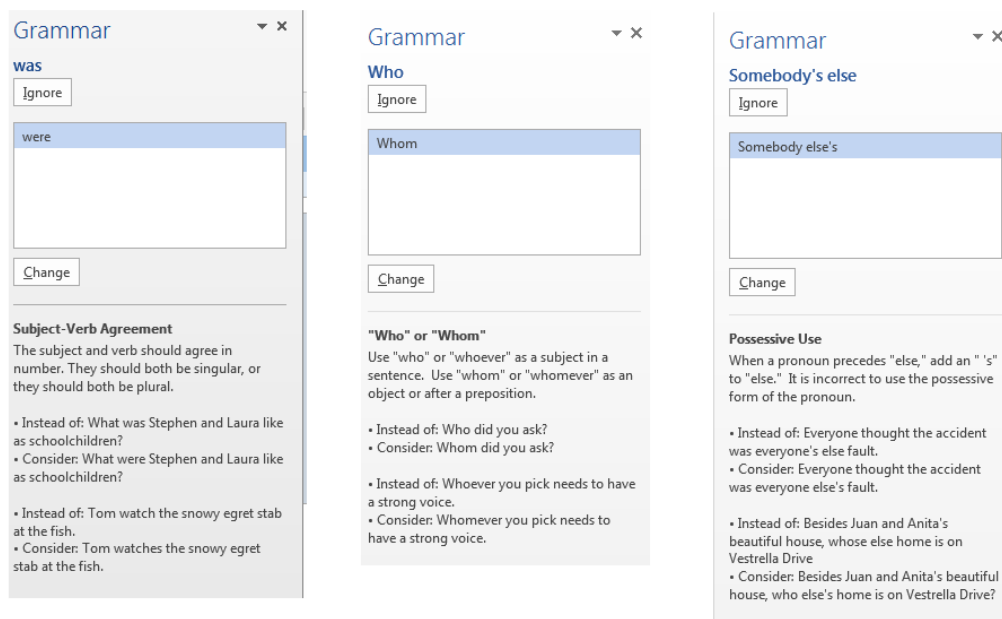 Grammar
was
Ignore
were
Change
Subject-Verb Agreement
The subject and verb should agree in
number. They should both be singular, or
they should both be plural.
• Instead of: What was Stephen and Laura like
as schoolchildren?
• Consider: What were Stephen and Laura like
as schoolchildren?
• Instead of: Tom watch the snowy egret stab
at the fish.
• Consider: Tom watches the snowy egret
stab at the fish.
Grammar
Who
Ignore
Whom
Change
"Who" or "Whom"
Use "who" or "whoever" as a subject in a
sentence. Use "whom" or "whomever" as an
object or after a preposition.
• Instead of: Who did you ask?
• Consider: Whom did you ask?
• Instead of: Whoever you pick needs to have
a strong voice.
• Consider: Whomever you pick needs to
have a strong voice.
Grammar
Somebody's else
Ignore
Somebody else's
Change
Possessive Use
When a pronoun precedes "else," add an " 's"
to "else." It is incorrect to use the possessive
form of the pronoun.
• Instead of: Everyone thought the accident
was everyone's else fault.
• Consider: Everyone thought the accident
was everyone else's fault.
• Instead of: Besides Juan and Anita's
beautiful house, whose else home is on
Vestrella Drive
• Consider: Besides Juan and Anita's beautiful
house, who else's home is on Vestrella Drive?